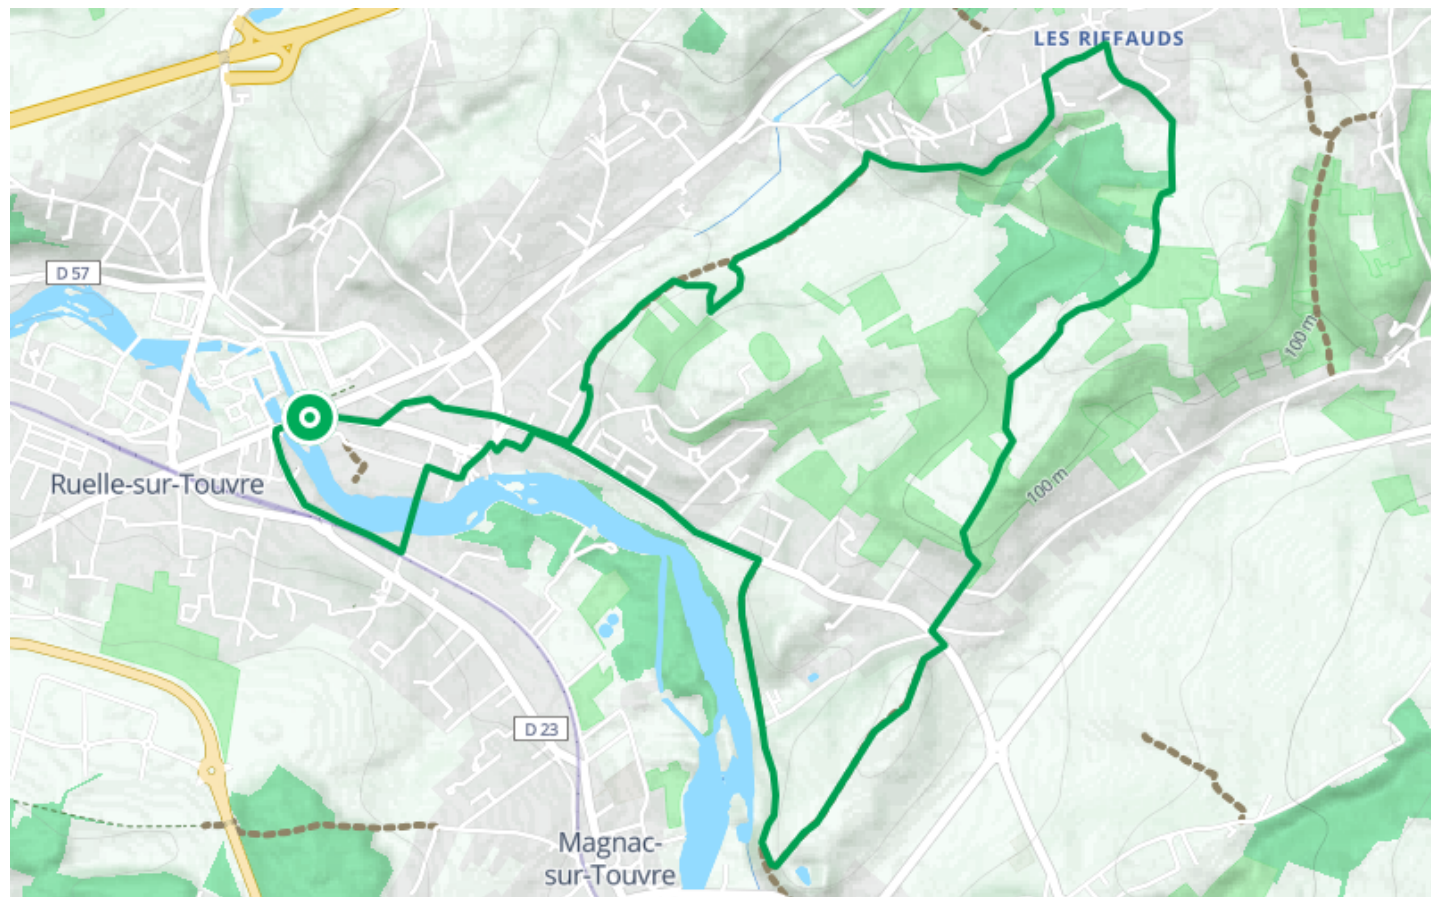 LES RIFFAUDS
D 57
100 m
Ruelle-sur-Touvre
100 m
D 23
Magnac-
sur-Touvre